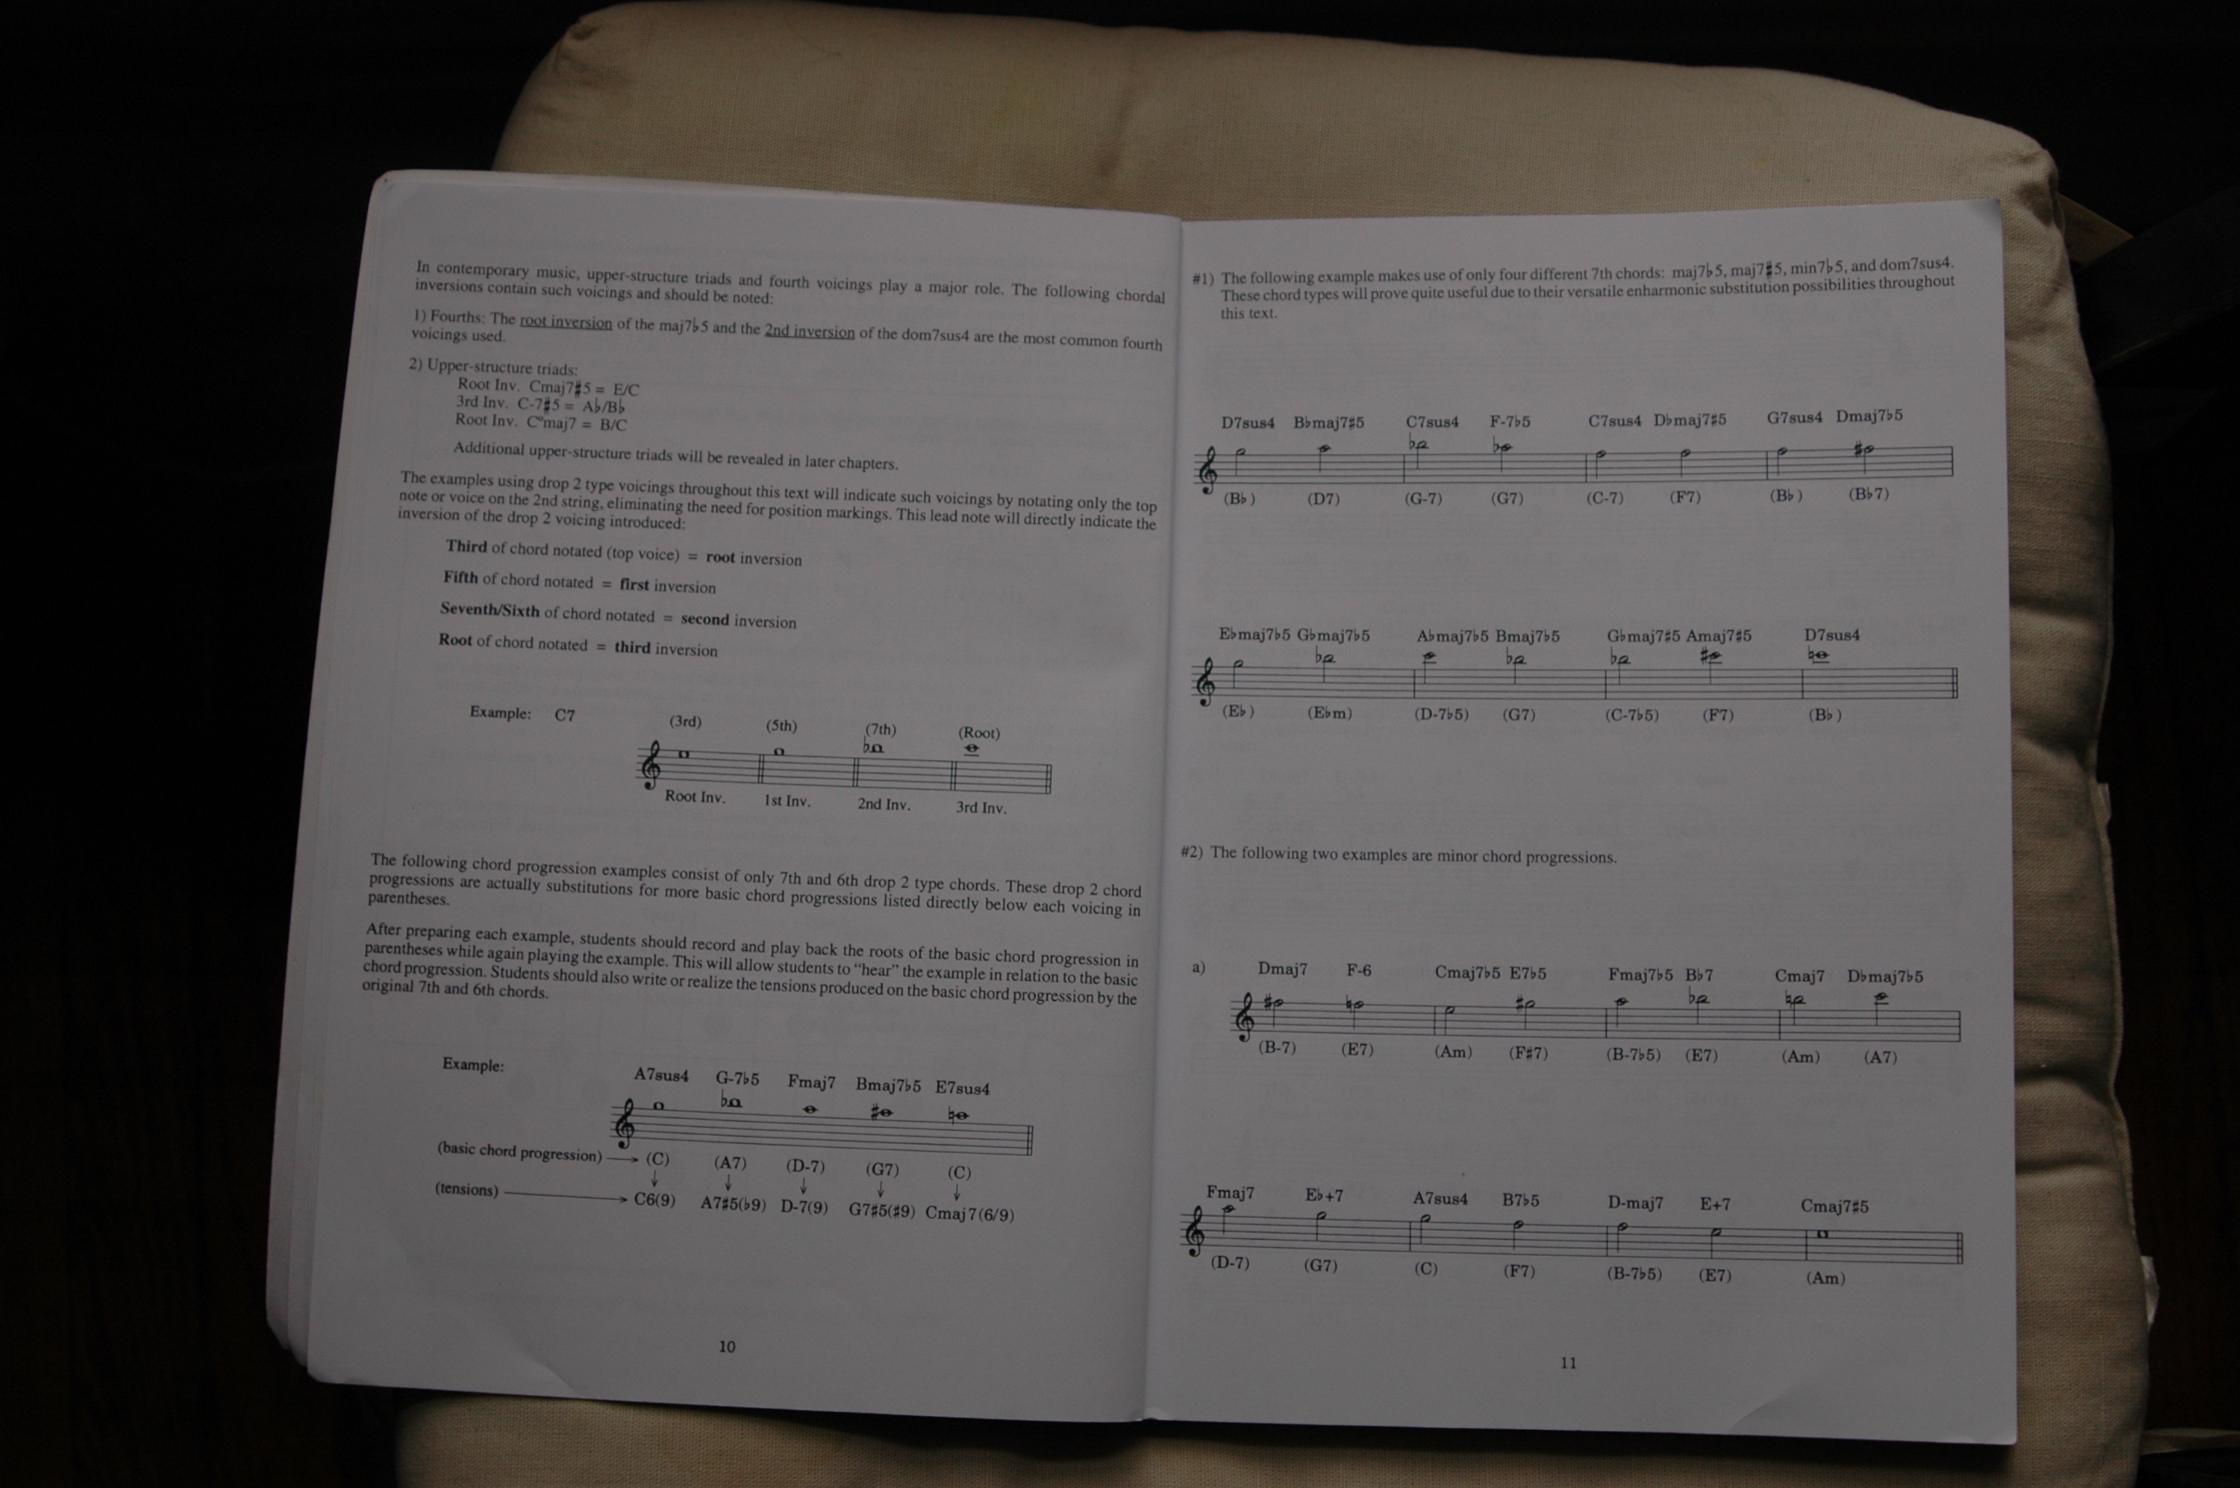 In contemporary music, upper-structure triads and fourth voicings play a major role. The following chordal
inversions contain such voicings and should be noted:
1) Fourths: The root inversion of the maj7♭5 and the 2nd inversion of the dom7sus4 are the most common fourth
voicings used.
2) Upper-structure triads:
Root Inv. Cmaj7♯5 = E/C
3rd Inv. C-7♯5 = A♭/B♭
Root Inv. C°maj7 = B/C
Additional upper-structure triads will be revealed in later chapters.
The examples using drop 2 type voicings throughout this text will indicate such voicings by notating only the top
note or voice on the 2nd string, eliminating the need for position markings. This lead note will directly indicate the
inversion of the drop 2 voicing introduced:
Third of chord notated (top voice) = root inversion
Fifth of chord notated = first inversion
Seventh/Sixth of chord notated = second inversion
Root of chord notated = third inversion
Example: C7 (3rd) (5th) (7th) (Root)
Root Inv. 1st Inv. 2nd Inv. 3rd Inv.
The following chord progression examples consist of only 7th and 6th drop 2 type chords. These drop 2 chord
progressions are actually substitutions for more basic chord progressions listed directly below each voicing in
parentheses.
After preparing each example, students should record and play back the roots of the basic chord progression in
parentheses while again playing the example. This will allow students to “hear” the example in relation to the basic
chord progression. Students should also write or realize the tensions produced on the basic chord progression by the
original 7th and 6th chords.
Example: A7sus4 G-7♭5 Fmaj7 Bmaj7♭5 E7sus4
(basic chord progression) → (C) (A7) (D-7) (G7) (C)
(tensions) → C6(9) A7♯5(♭9) D-7(9) G7♯5(♯9) Cmaj7(6/9)
10
#1) The following example makes use of only four different 7th chords: maj7♭5, maj7♯5, min7♭5, and dom7sus4.
These chord types will prove quite useful due to their versatile enharmonic substitution possibilities throughout
this text.
D7sus4 B♭maj7♯5 C7sus4 F-7♭5 C7sus4 D♭maj7♯5 G7sus4 Dmaj7♭5
(B♭) (D7) (G-7) (G7) (C-7) (F7) (B♭) (B♭7)
E♭maj7♭5 G♭maj7♭5 A♭maj7♭5 Bmaj7♭5 G♭maj7♯5 Amaj7♯5 D7sus4
(E♭) (E♭m) (D-7♭5) (G7) (C-7♭5) (F7) (B♭)
#2) The following two examples are minor chord progressions.
a) Dmaj7 F-6 Cmaj7♭5 E7♭5 Fmaj7♭5 B♭7 Cmaj7 D♭maj7♭5
(B-7) (E7) (Am) (F♯7) (B-7♭5) (E7) (Am) (A7)
Fmaj7 E♭+7 A7sus4 B7♭5 D-maj7 E+7 Cmaj7♯5
(D-7) (G7) (C) (F7) (B-7♭5) (E7) (Am)
11